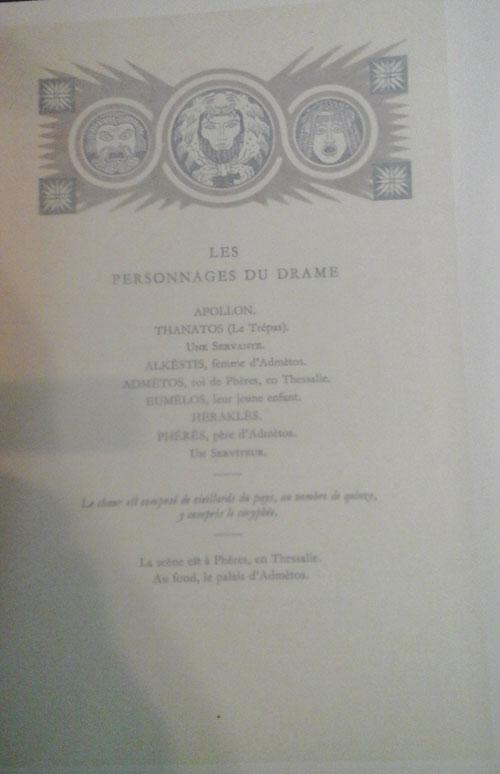 LES
PERSONNAGES DU DRAME
APOLLON.
THANATOS (Le Trépas).
UNE SERVANTE.
ALKÈSTIS, femme d'Admètos.
ADMÈTOS, roi de Phères, en Thessalie.
EUMÈLOS, leur jeune enfant.
HÈRAKLÈS.
PHÉRÈS, père d'Admètos.
UN SERVITEUR.
Le chœur est composé de vieillards du pays, au nombre de quinze,
y compris le coryphée.
La scène est à Phères, en Thessalie.
Au fond, le palais d'Admètos.